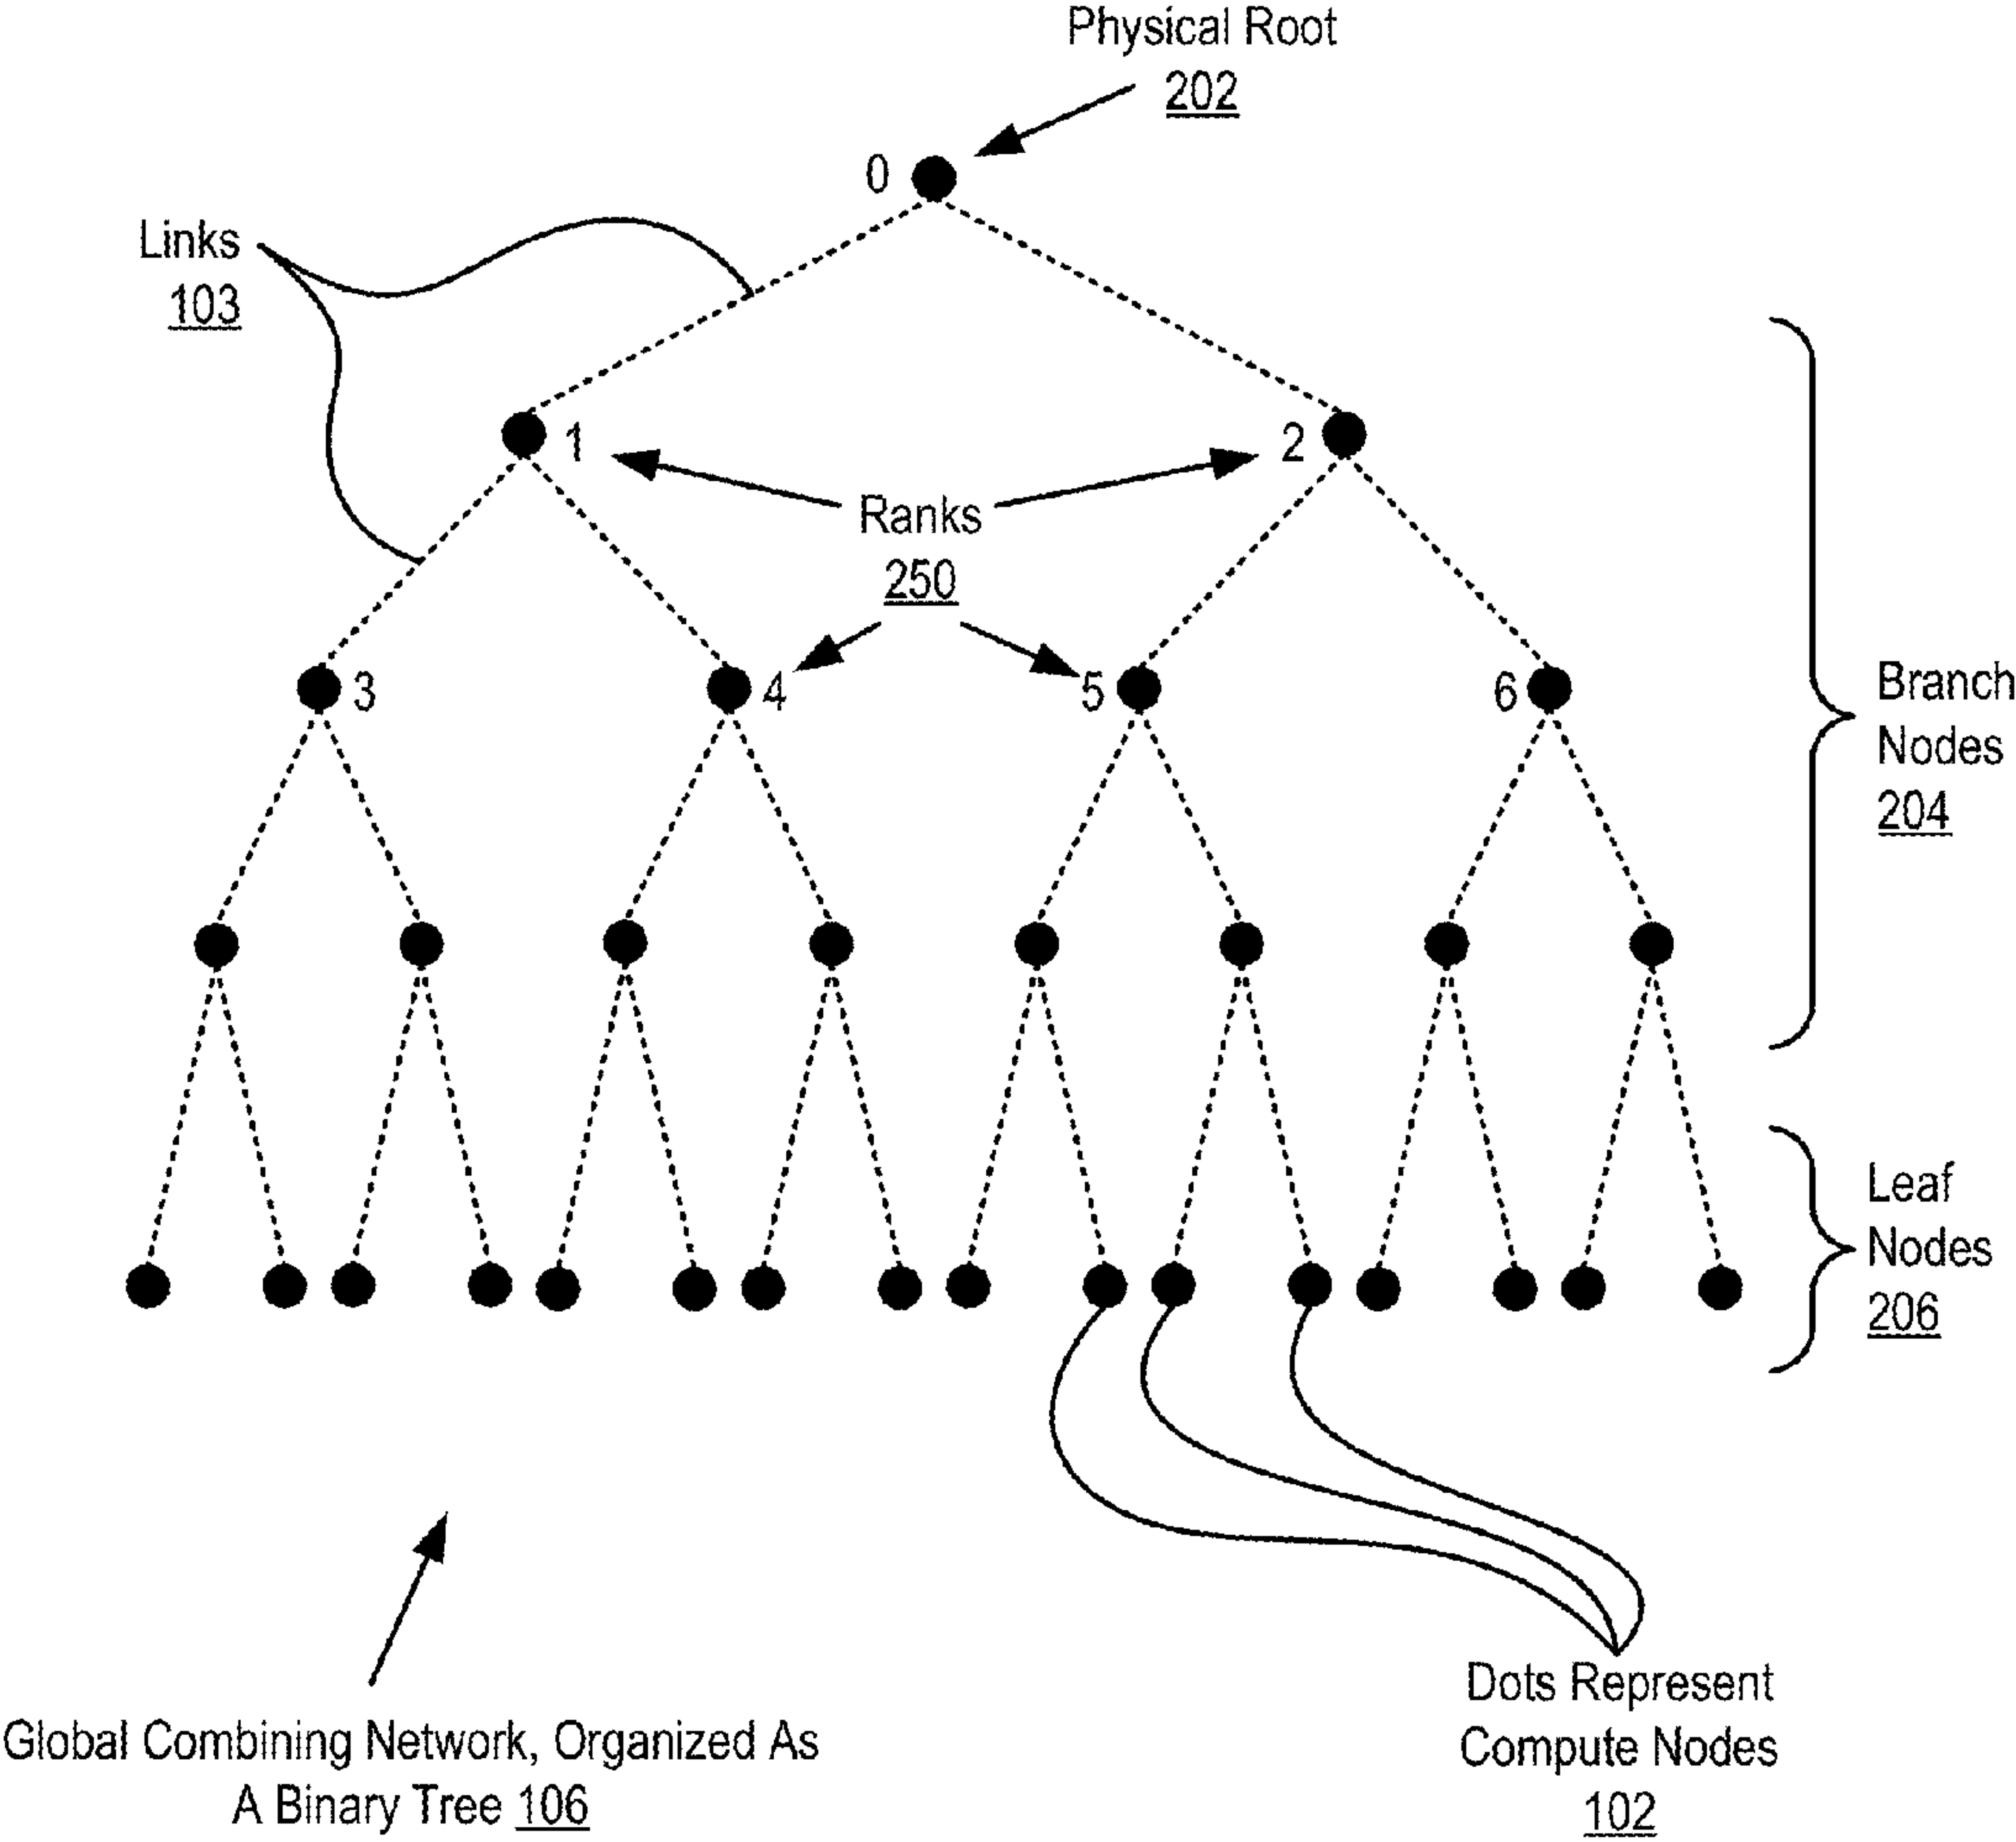 Physical Root
202
0
Links
103
1
2
Ranks
250
3
4
5
6
Branch
Nodes
204
Leaf
Nodes
206
Dots Represent
Compute Nodes
102
Global Combining Network, Organized As
A Binary Tree 106